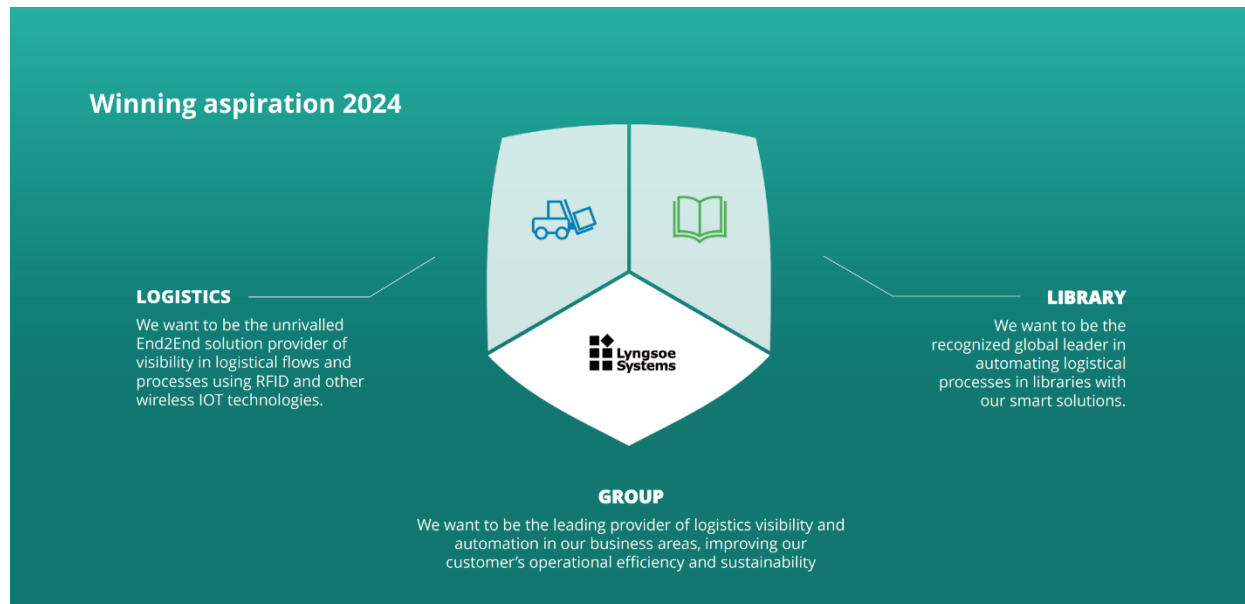 Winning aspiration 2024
Lyngsoe
Systems
LOGISTICS
We want to be the unrivalled
End2End solution provider of
visibility in logistical flows and
processes using RFID and other
wireless IOT technologies.
LIBRARY
We want to be the
recognized global leader in
automating logistical
processes in libraries with
our smart solutions.
GROUP
We want to be the leading provider of logistics visibility and
automation in our business areas, improving our
customer’s operational efficiency and sustainability